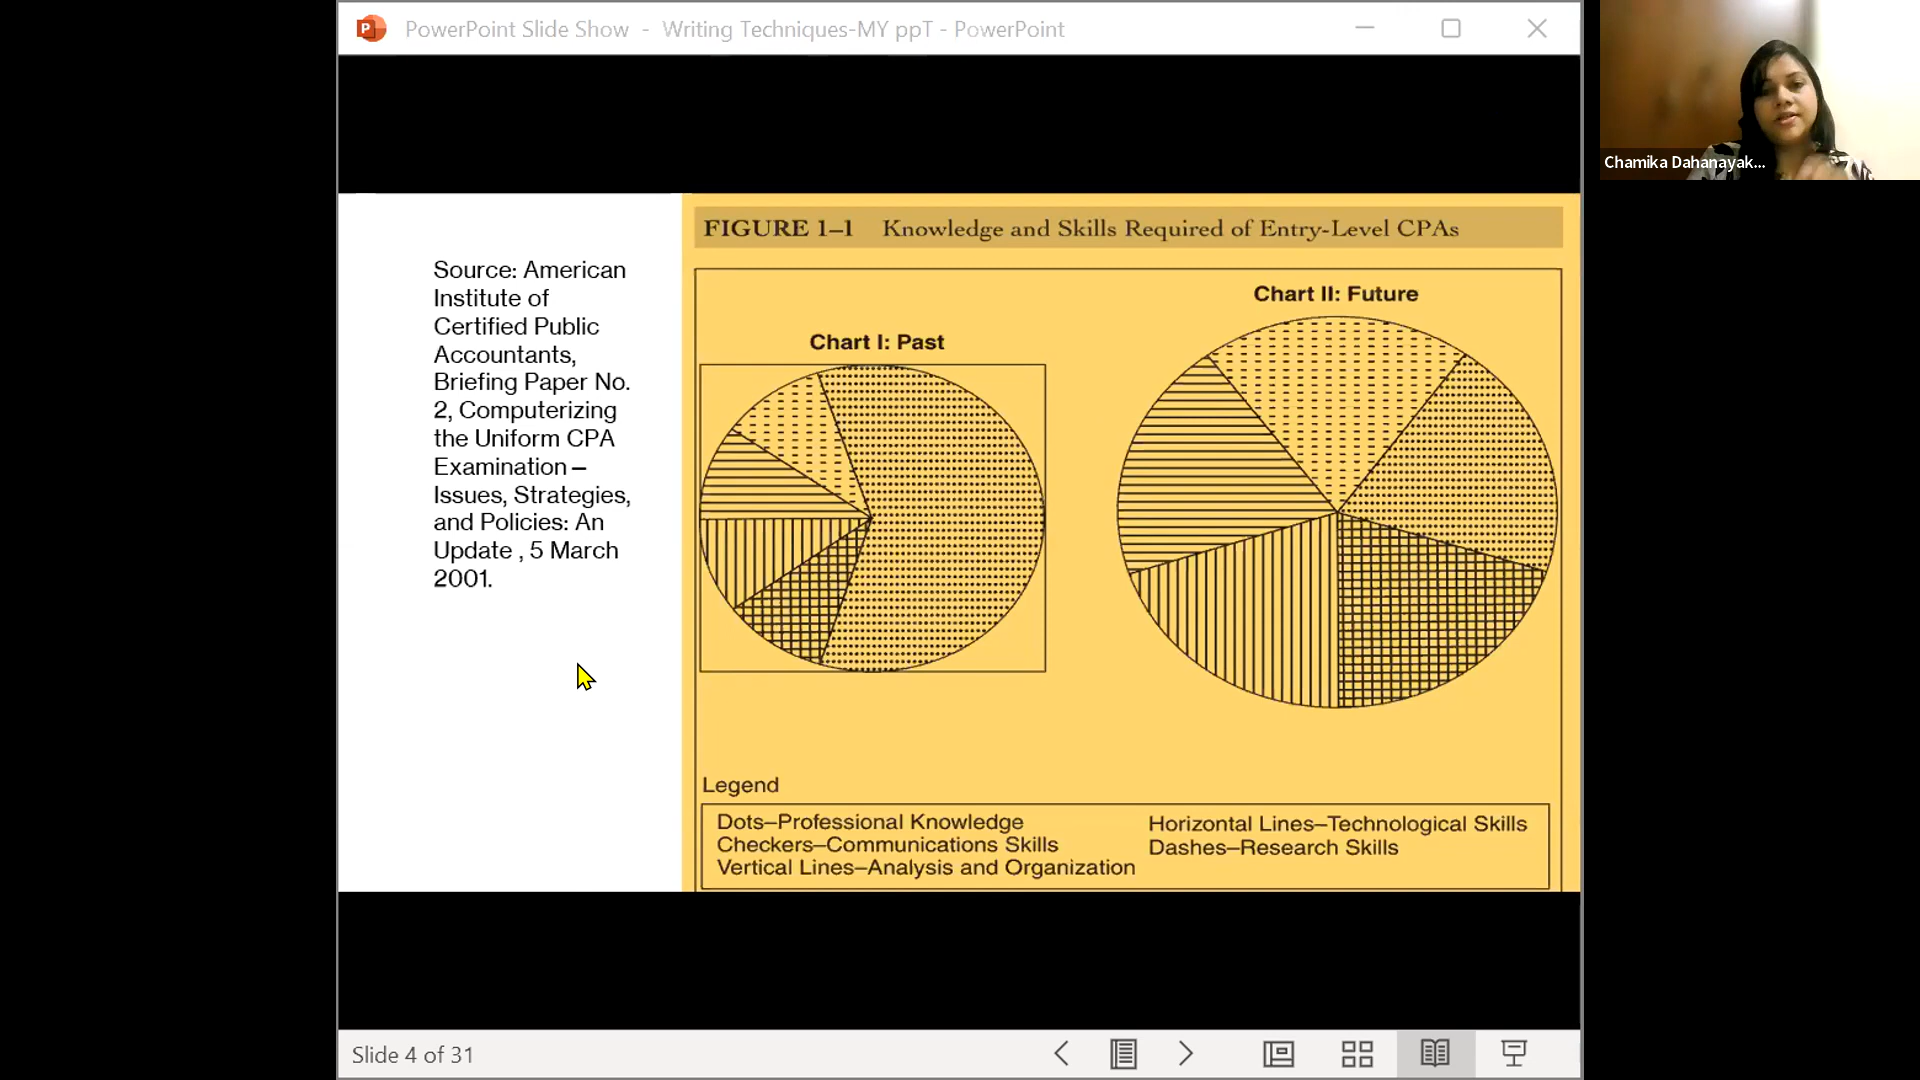 PowerPoint Slide Show - Writing Techniques-MY ppT - PowerPoint
Chamika Dahanayak...
Source: American
Institute of
Certified Public
Accountants,
Briefing Paper No.
2, Computerizing
the Uniform CPA
Examination—
Issues, Strategies,
and Policies: An
Update , 5 March
2001.
FIGURE 1–1 Knowledge and Skills Required of Entry-Level CPAs
Chart I: Past
Chart II: Future
Legend
Dots–Professional Knowledge
Checkers–Communications Skills
Vertical Lines–Analysis and Organization
Horizontal Lines–Technological Skills
Dashes–Research Skills
Slide 4 of 31